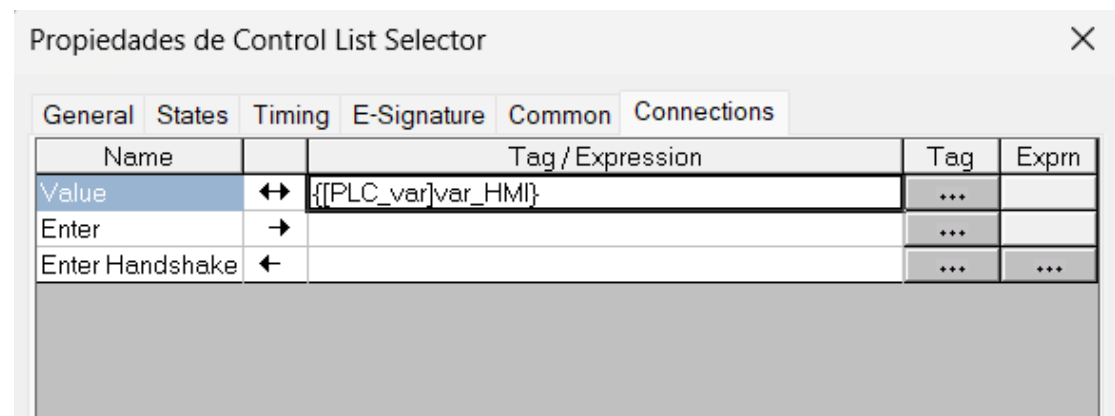 Propiedades de Control List Selector
General States Timing E-Signature Common Connections
Name Tag / Expression Tag Exprn
Value ↔ {[PLC_var]var_HMI} ...
Enter → ...
Enter Handshake ← ... ...